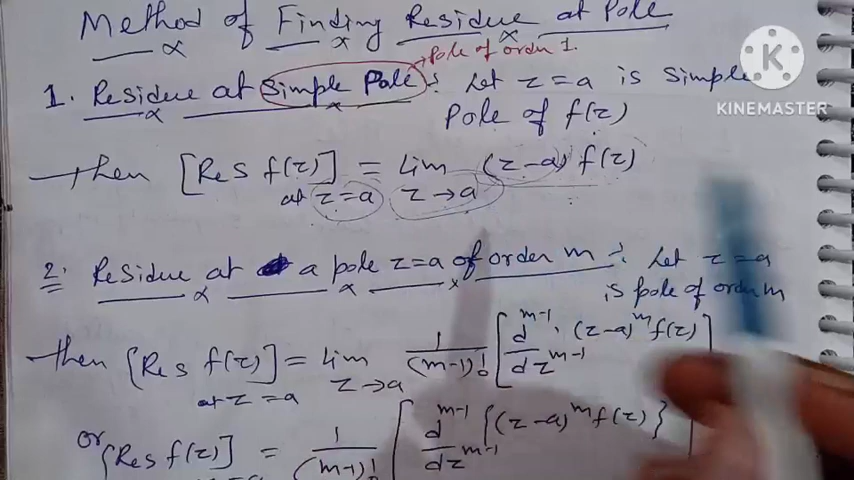 Method of Finding Residue at Pole
Pole of order 1.
1. Residue at Simple Pole : Let z = a is Simple
Pole of f(z)
then [Res f(z)] = lim (z-a) f(z)
at z = a z → a
2. Residue at a pole z=a of order m :- Let z = a
is pole of order m
then [Res f(z)] = lim 1/(m-1)! [d^m-1/dz^m-1 . (z-a)^m f(z)]
at z = a z → a
or [Res f(z)] = 1/(m-1)! [d^m-1/dz^m-1 {(z-a)^m f(z)}
KINEMASTER